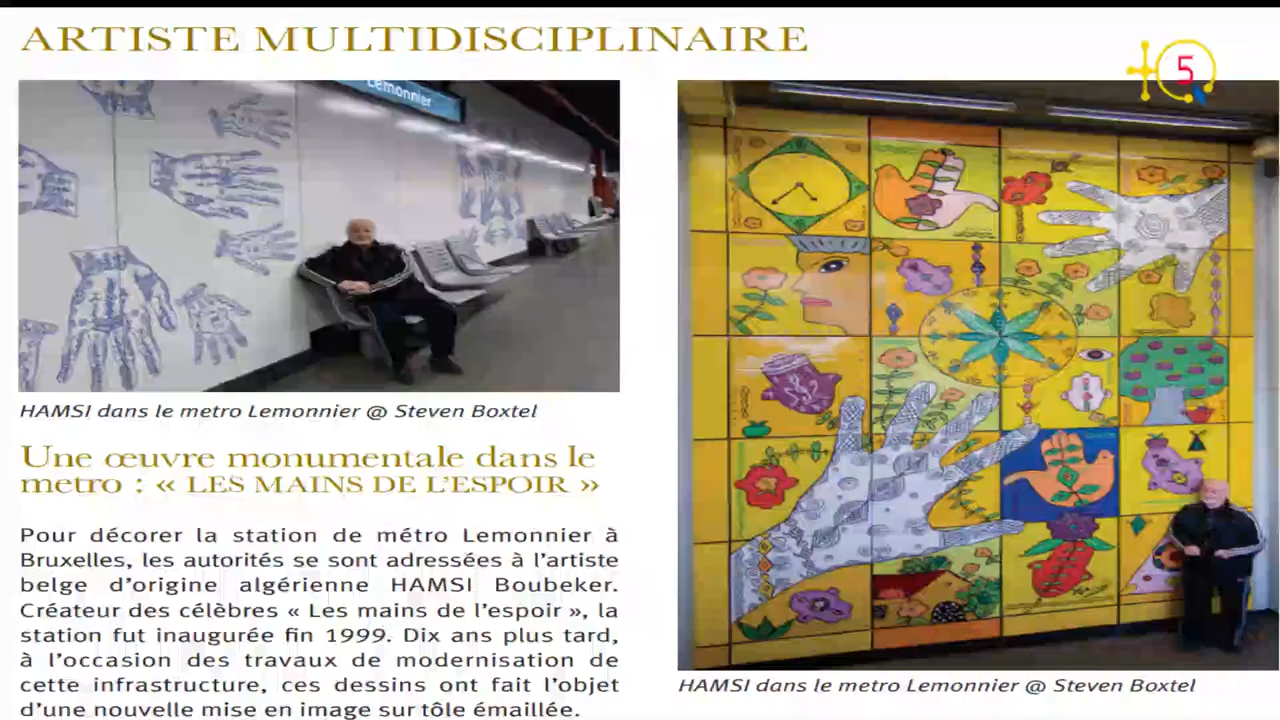 ARTISTE MULTIDISCIPLINAIRE
5
Lemonnier
HAMSI dans le metro Lemonnier @ Steven Boxtel
Une œuvre monumentale dans le
metro : « LES MAINS DE L'ESPOIR »
Pour décorer la station de métro Lemonnier à
Bruxelles, les autorités se sont adressées à l'artiste
belge d'origine algérienne HAMSI Boubeker.
Créateur des célèbres « Les mains de l'espoir », la
station fut inaugurée fin 1999. Dix ans plus tard,
à l'occasion des travaux de modernisation de
cette infrastructure, ces dessins ont fait l'objet
d'une nouvelle mise en image sur tôle émaillée.
HAMSI dans le metro Lemonnier @ Steven Boxtel